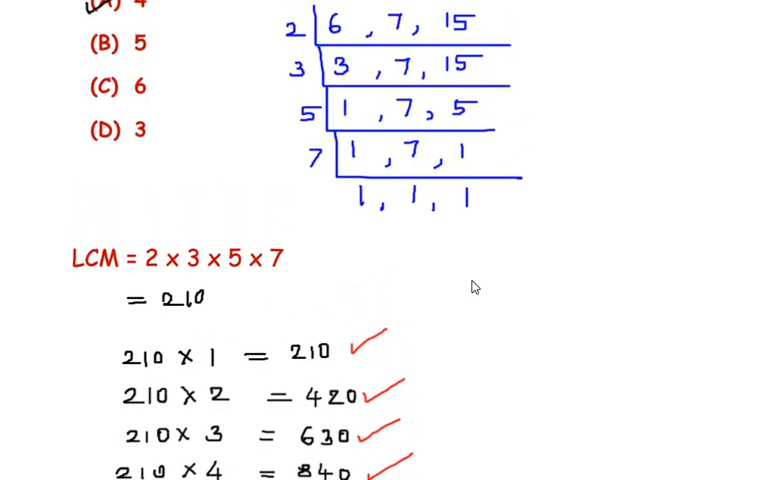 (A) 4
(B) 5
(C) 6
(D) 3
2 6 , 7 , 15
3 3 , 7 , 15
5 1 , 7 , 5
7 1 , 7 , 1
1 , 1 , 1
LCM = 2 x 3 x 5 x 7
= 210
210 × 1 = 210 ✓
210 × 2 = 420 ✓
210 × 3 = 630 ✓
210 × 4 = 840 ✓